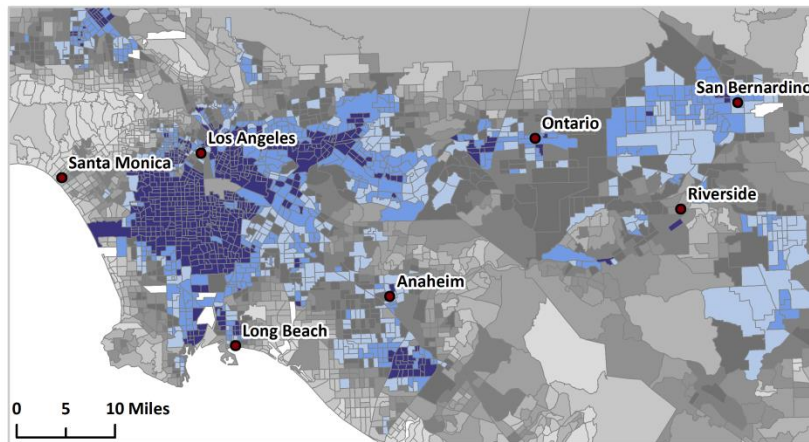 San Bernardino
Los Angeles
Ontario
Santa Monica
Riverside
Anaheim
Long Beach
0 5 10 Miles